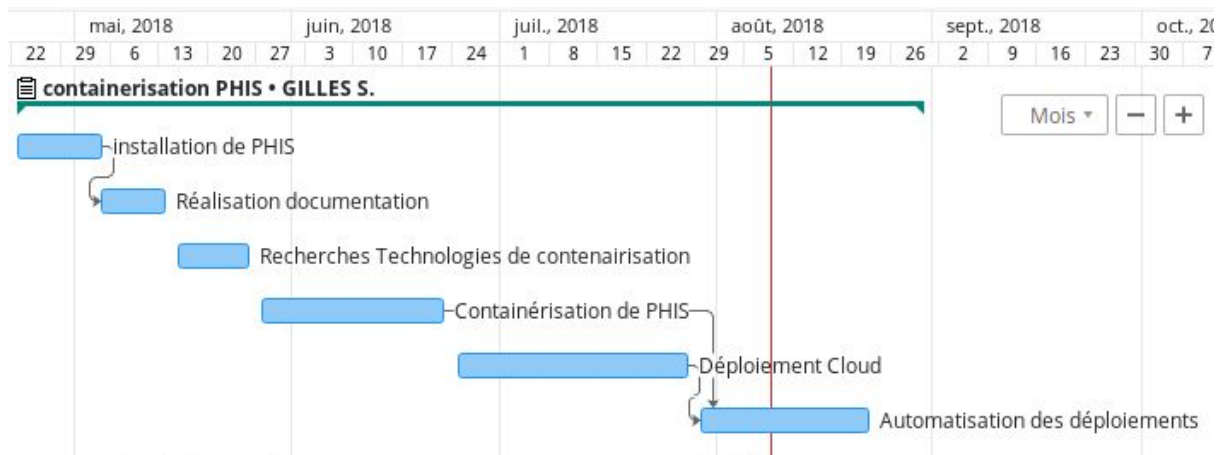 mai, 2018 juin, 2018 juil., 2018 août, 2018 sept., 2018 oct., 20
22 29 6 13 20 27 3 10 17 24 1 8 15 22 29 5 12 19 26 2 9 16 23 30 7
containerisation PHIS • GILLES S.
Mois
installation de PHIS
Réalisation documentation
Recherches Technologies de contenairisation
Containérisation de PHIS
Déploiement Cloud
Automatisation des déploiements